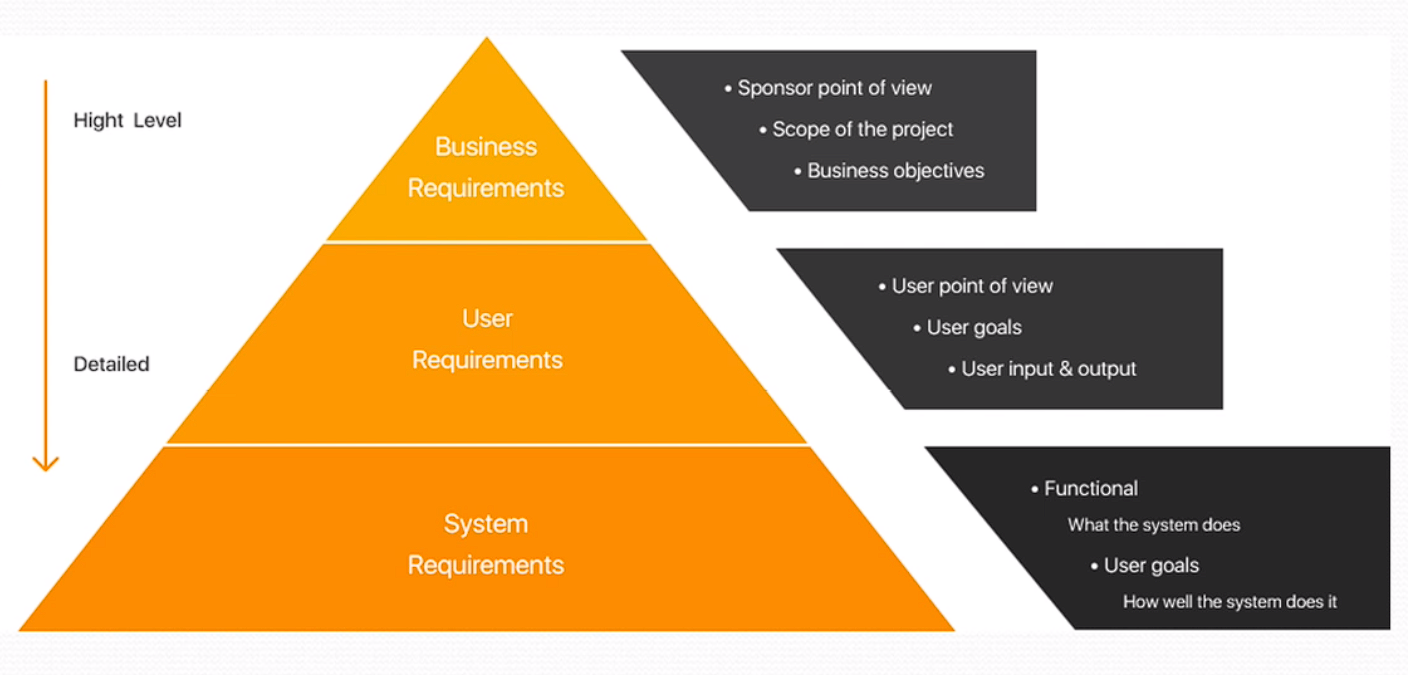 Hight Level
Detailed
Business
Requirements
• Sponsor point of view
• Scope of the project
• Business objectives
User
Requirements
• User point of view
• User goals
• User input & output
System
Requirements
• Functional
What the system does
• User goals
How well the system does it